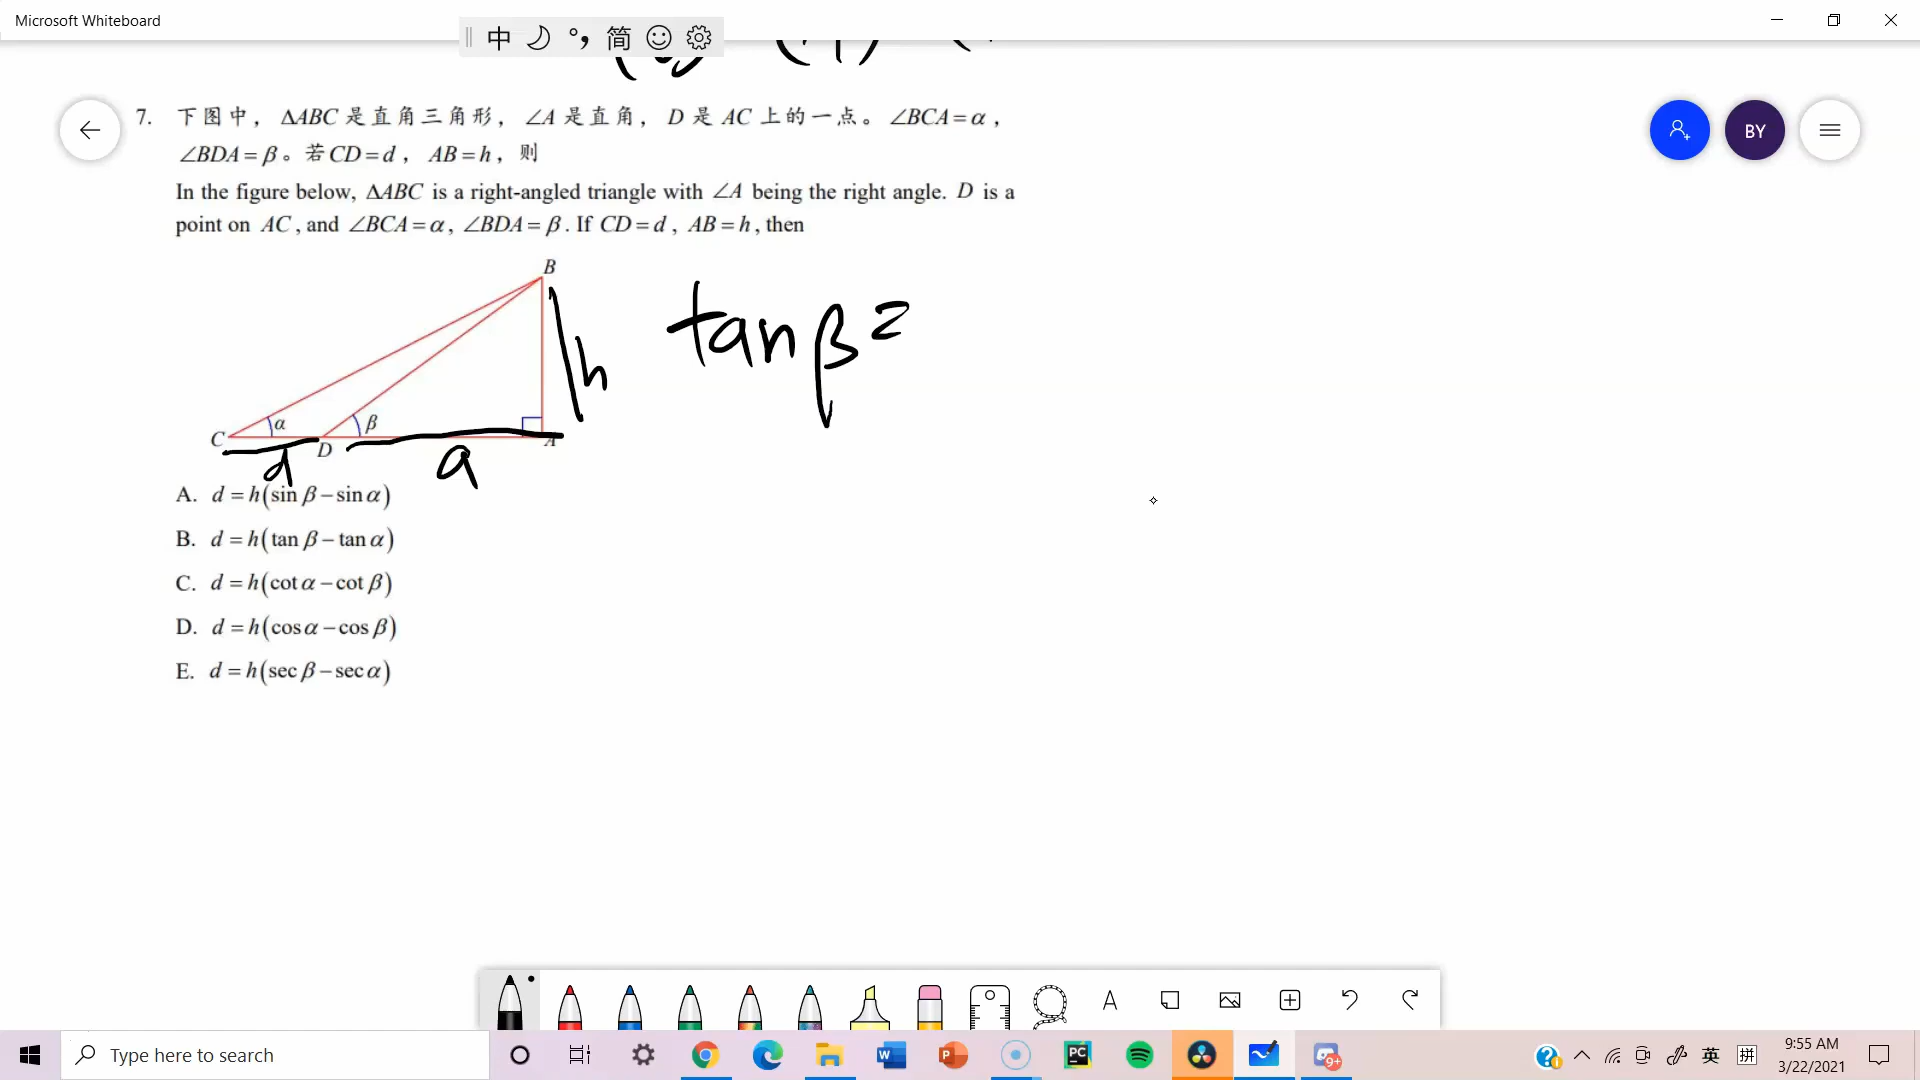 Microsoft Whiteboard
中 °, 简
7. 下图中，ΔABC 是直角三角形，∠A 是直角，D 是 AC 上的一点。∠BCA = α，
∠BDA = β。若 CD = d，AB = h，则
In the figure below, ΔABC is a right-angled triangle with ∠A being the right angle. D is a
point on AC, and ∠BCA = α, ∠BDA = β. If CD = d, AB = h, then
BY
B
h
tan β =
α
β
C
D
A
d
a
A. d = h(sin β − sin α)
B. d = h(tan β − tan α)
C. d = h(cot α − cot β)
D. d = h(cos α − cos β)
E. d = h(sec β − sec α)
A
Type here to search
W
P
PC
9+
英
拼
9:55 AM
3/22/2021